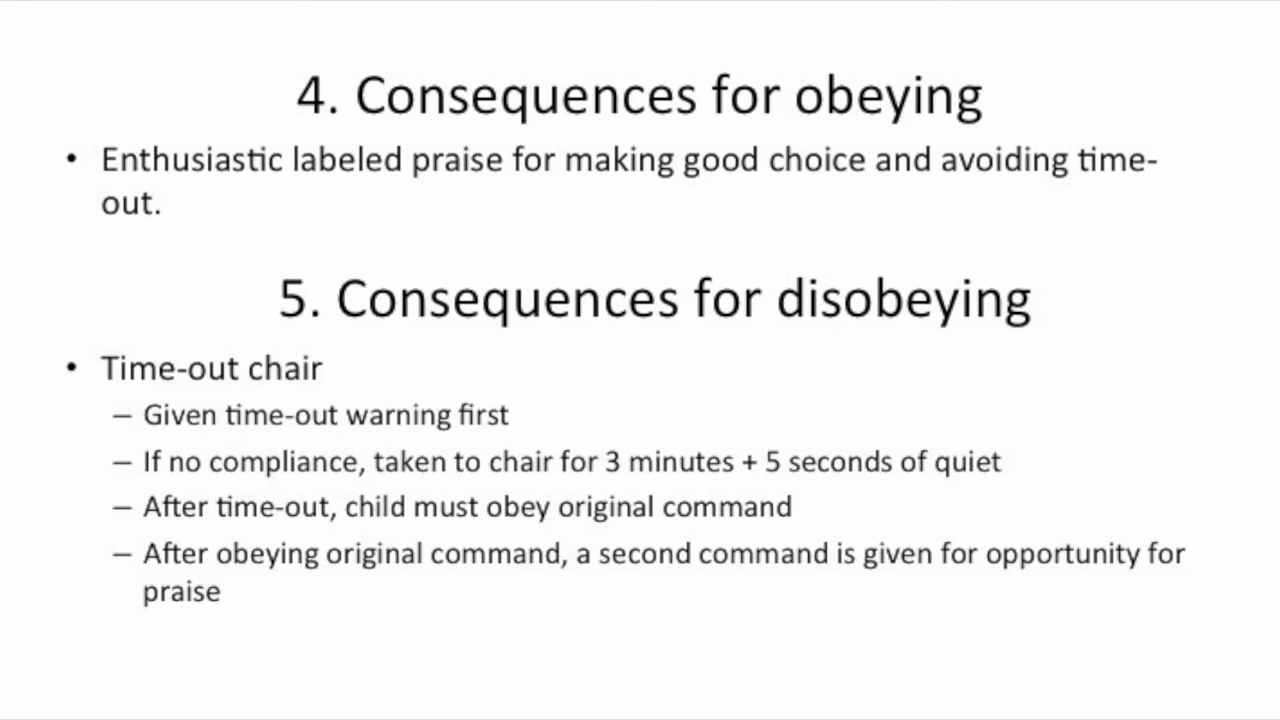 4. Consequences for obeying
• Enthusiastic labeled praise for making good choice and avoiding time-
out.
5. Consequences for disobeying
• Time-out chair
– Given time-out warning first
– If no compliance, taken to chair for 3 minutes + 5 seconds of quiet
– After time-out, child must obey original command
– After obeying original command, a second command is given for opportunity for
praise